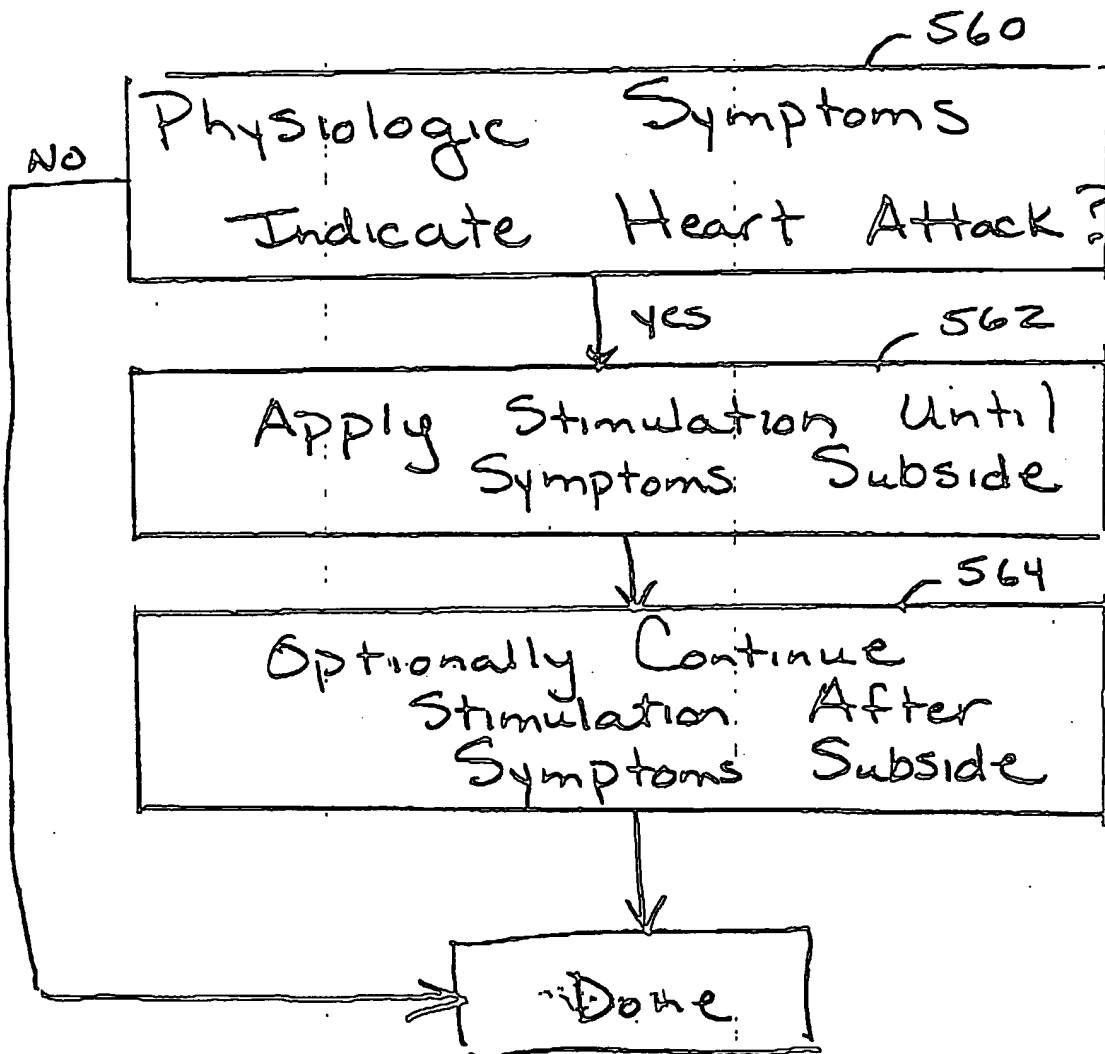 560
Physiologic Symptoms
Indicate Heart Attack?
NO
yes
562
Apply Stimulation Until
Symptoms Subside
564
Optionally Continue
Stimulation After
Symptoms Subside
Done